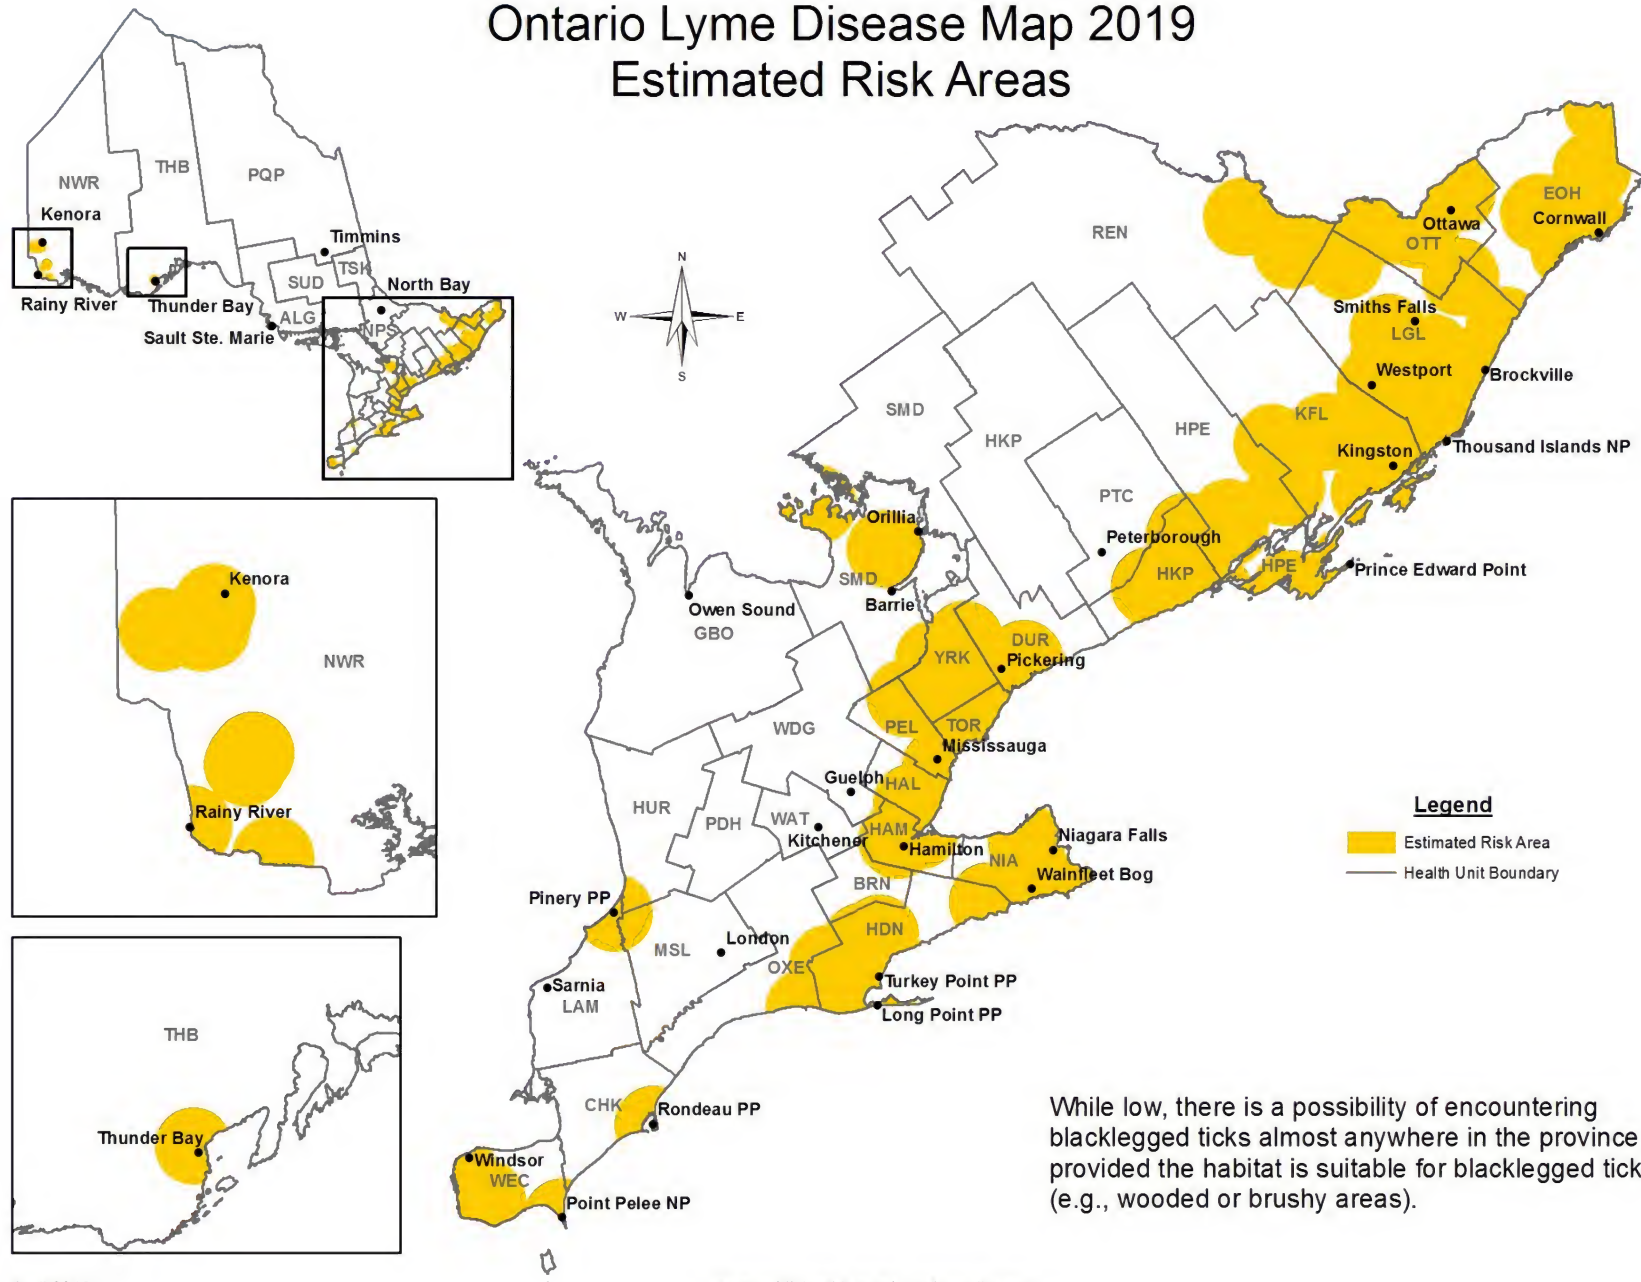 Ontario Lyme Disease Map 2019
Estimated Risk Areas
NWR
THB
PQP
Kenora
Timmins
TSK
SUD
North Bay
Rainy River
Thunder Bay
ALG
NPS
Sault Ste. Marie
N
W
E
S
REN
EOH
Cornwall
Ottawa
OTT
Smiths Falls
LGL
Westport
Brockville
SMD
HKP
HPE
KFL
Kingston
Thousand Islands NP
PTC
Orillia
Peterborough
HKP
HPE
Prince Edward Point
SMD
Barrie
Owen Sound
GBO
DUR
YRK
Pickering
WDG
PEL
TOR
Mississauga
Guelph
HAL
HUR
PDH
WAT
Kitchener
HAM
Hamilton
NIA
Niagara Falls
Wainfleet Bog
BRN
Pinery PP
HDN
MSL
London
OXE
Turkey Point PP
Sarnia
LAM
Long Point PP
CHK
Rondeau PP
Windsor
WEC
Point Pelee NP
Kenora
NWR
Rainy River
THB
Thunder Bay
Legend
Estimated Risk Area
Health Unit Boundary
While low, there is a possibility of encountering
blacklegged ticks almost anywhere in the province
provided the habitat is suitable for blacklegged tick
(e.g., wooded or brushy areas).